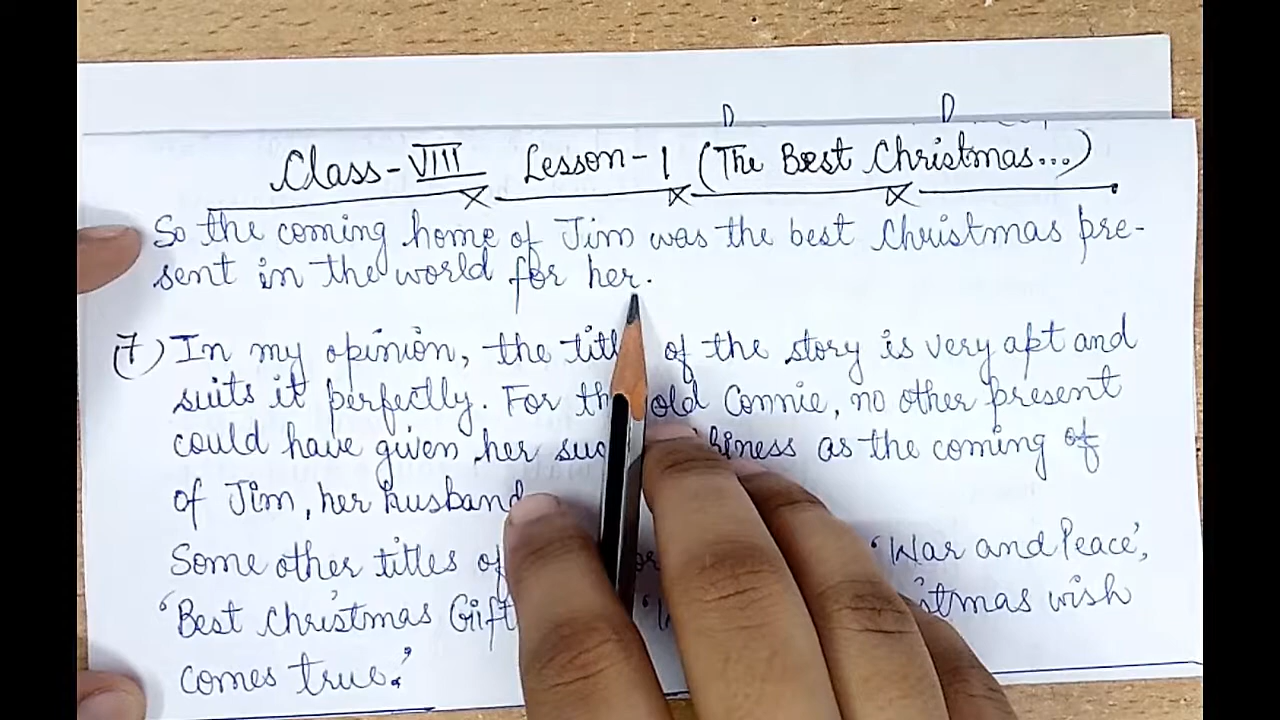 Class-VIII Lesson-1 (The Best Christmas...)
So the coming home of Jim was the best Christmas pre-
sent in the world for her.
(7) In my opinion, the of the story is very apt and
suits it perfectly. For old Connie, no other present
could have given her as the coming of
of Jim, her husband
Some other titles 'War and Peace',
'Best Christmas Gift wish
comes true.'